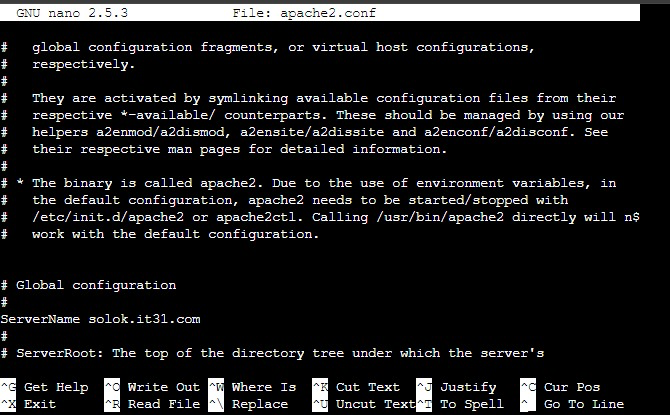 GNU nano 2.5.3 File: apache2.conf
# global configuration fragments, or virtual host configurations,
# respectively.
#
# They are activated by symlinking available configuration files from their
# respective *-available/ counterparts. These should be managed by using our
# helpers a2enmod/a2dismod, a2ensite/a2dissite and a2enconf/a2disconf. See
# their respective man pages for detailed information.
#
# * The binary is called apache2. Due to the use of environment variables, in
# the default configuration, apache2 needs to be started/stopped with
# /etc/init.d/apache2 or apache2ctl. Calling /usr/bin/apache2 directly will n$
# work with the default configuration.
# Global configuration
#
ServerName solok.it31.com
#
# ServerRoot: The top of the directory tree under which the server's
^G Get Help ^O Write Out ^W Where Is ^K Cut Text ^J Justify ^C Cur Pos
^X Exit ^R Read File ^\ Replace ^U Uncut Text ^T To Spell ^_ Go To Line